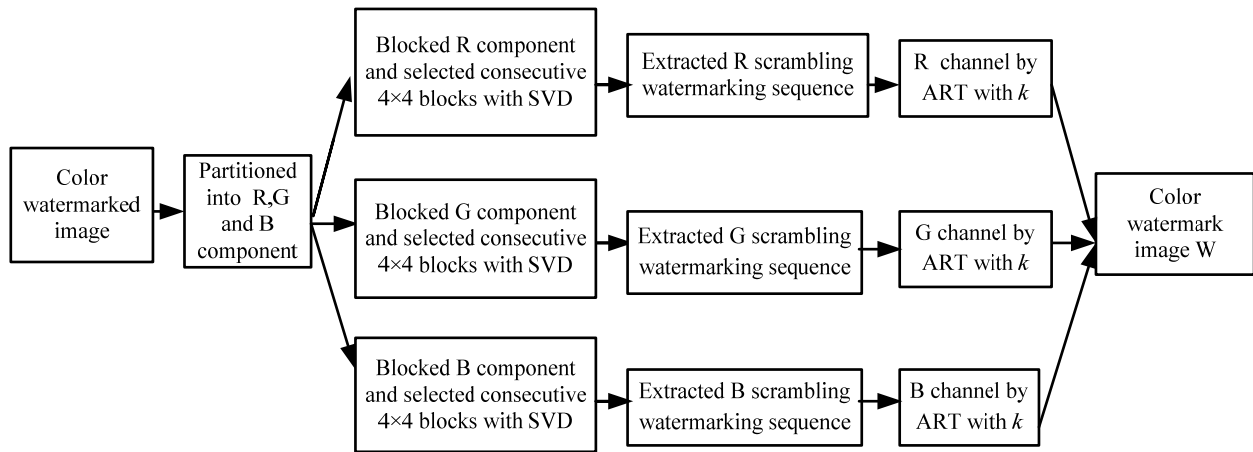 Color
watermarked
image
Partitioned
into R,G
and B
component
Blocked R component
and selected consecutive
4×4 blocks with SVD
Extracted R scrambling
watermarking sequence
R channel by
ART with k
Blocked G component
and selected consecutive
4×4 blocks with SVD
Extracted G scrambling
watermarking sequence
G channel by
ART with k
Blocked B component
and selected consecutive
4×4 blocks with SVD
Extracted B scrambling
watermarking sequence
B channel by
ART with k
Color
watermark
image W